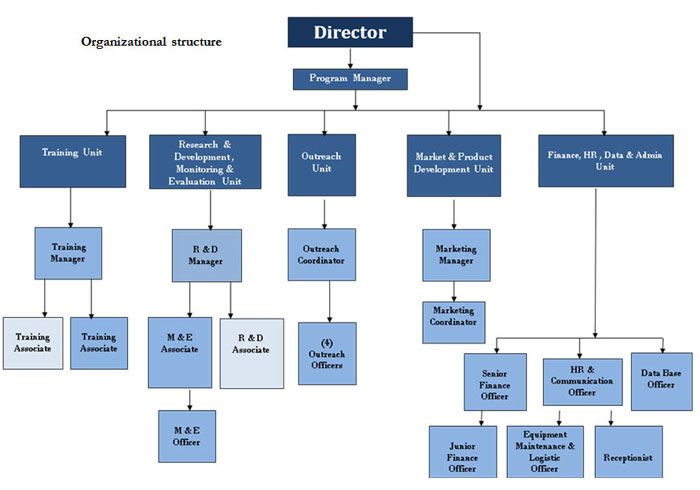 Organizational structure
Director
Program Manager
Training Unit
Research &
Development,
Monitoring &
Evaluation Unit
Outreach
Unit
Market & Product
Development Unit
Finance, HR , Data & Admin
Unit
Training
Manager
R & D
Manager
Outreach
Coordinator
Marketing
Manager
Marketing
Coordinator
Training
Associate
Training
Associate
M & E
Associate
R & D
Associate
(4)
Outreach
Officers
Senior
Finance
Officer
HR &
Communication
Officer
Data Base
Officer
M & E
Officer
Junior
Finance
Officer
Equipment
Maintenance &
Logistic
Officer
Receptionist